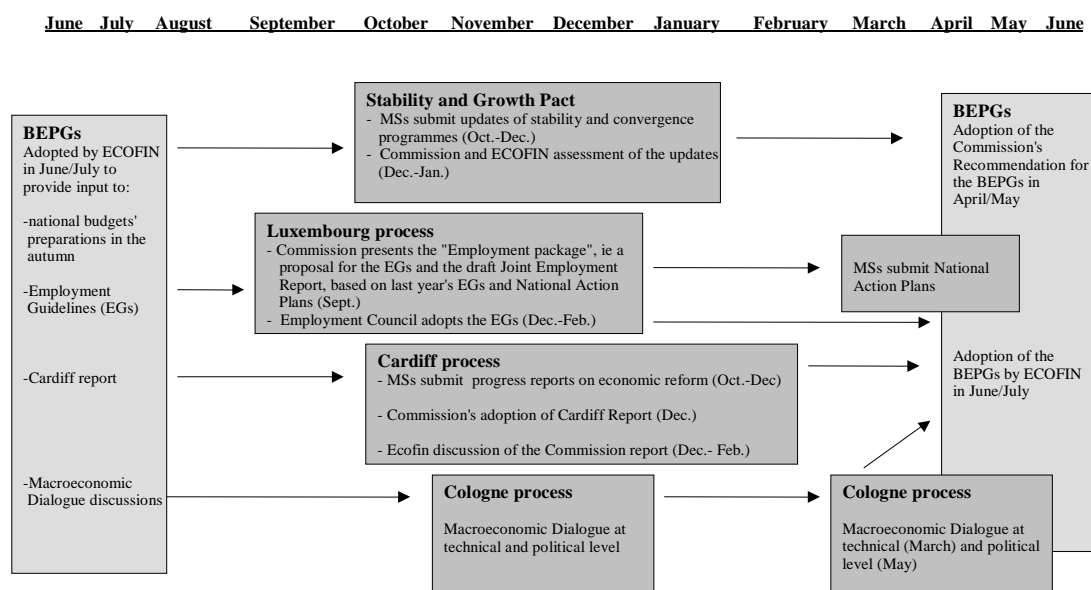 June July August September October November December January February March April May June
BEPGs
Adopted by ECOFIN
in June/July to
provide input to:
-national budgets'
preparations in the
autumn
-Employment
Guidelines (EGs)
-Cardiff report
-Macroeconomic
Dialogue discussions
Stability and Growth Pact
- MSs submit updates of stability and convergence
programmes (Oct.-Dec.)
- Commission and ECOFIN assessment of the updates
(Dec.-Jan.)
Luxembourg process
- Commission presents the "Employment package", ie a
proposal for the EGs and the draft Joint Employment
Report, based on last year's EGs and National Action
Plans (Sept.)
- Employment Council adopts the EGs (Dec.-Feb.)
Cardiff process
- MSs submit progress reports on economic reform (Oct.-Dec)
- Commission's adoption of Cardiff Report (Dec.)
- Ecofin discussion of the Commission report (Dec.- Feb.)
Cologne process
Macroeconomic Dialogue at
technical and political level
BEPGs
Adoption of the
Commission's
Recommendation for
the BEPGs in
April/May
MSs submit National
Action Plans
Adoption of the
BEPGs by ECOFIN
in June/July
Cologne process
Macroeconomic Dialogue at
technical (March) and political
level (May)